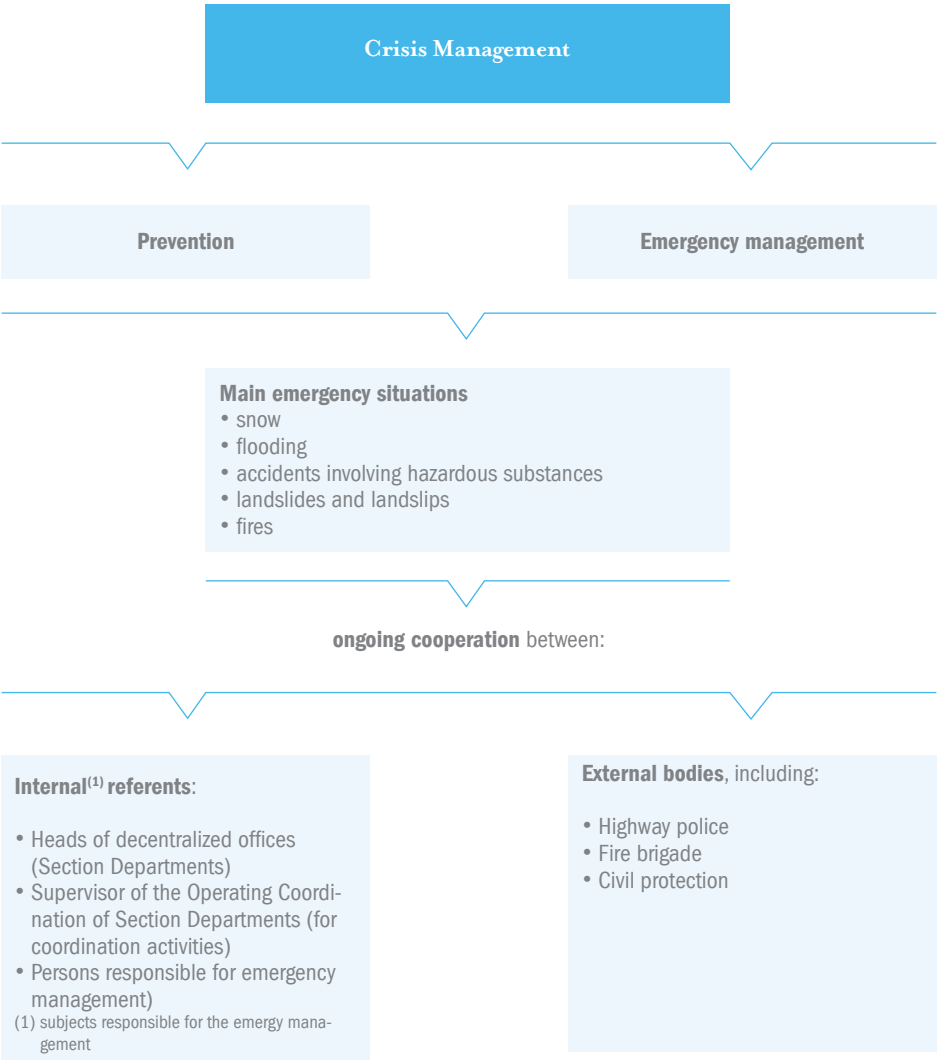 Crisis Management
Prevention
Emergency management
Main emergency situations
• snow
• flooding
• accidents involving hazardous substances
• landslides and landslips
• fires
ongoing cooperation between:
Internal(1) referents:
• Heads of decentralized offices
(Section Departments)
• Supervisor of the Operating Coordi-
nation of Section Departments (for
coordination activities)
• Persons responsible for emergency
management)
(1) subjects responsible for the emergy mana-
gement
External bodies, including:
• Highway police
• Fire brigade
• Civil protection